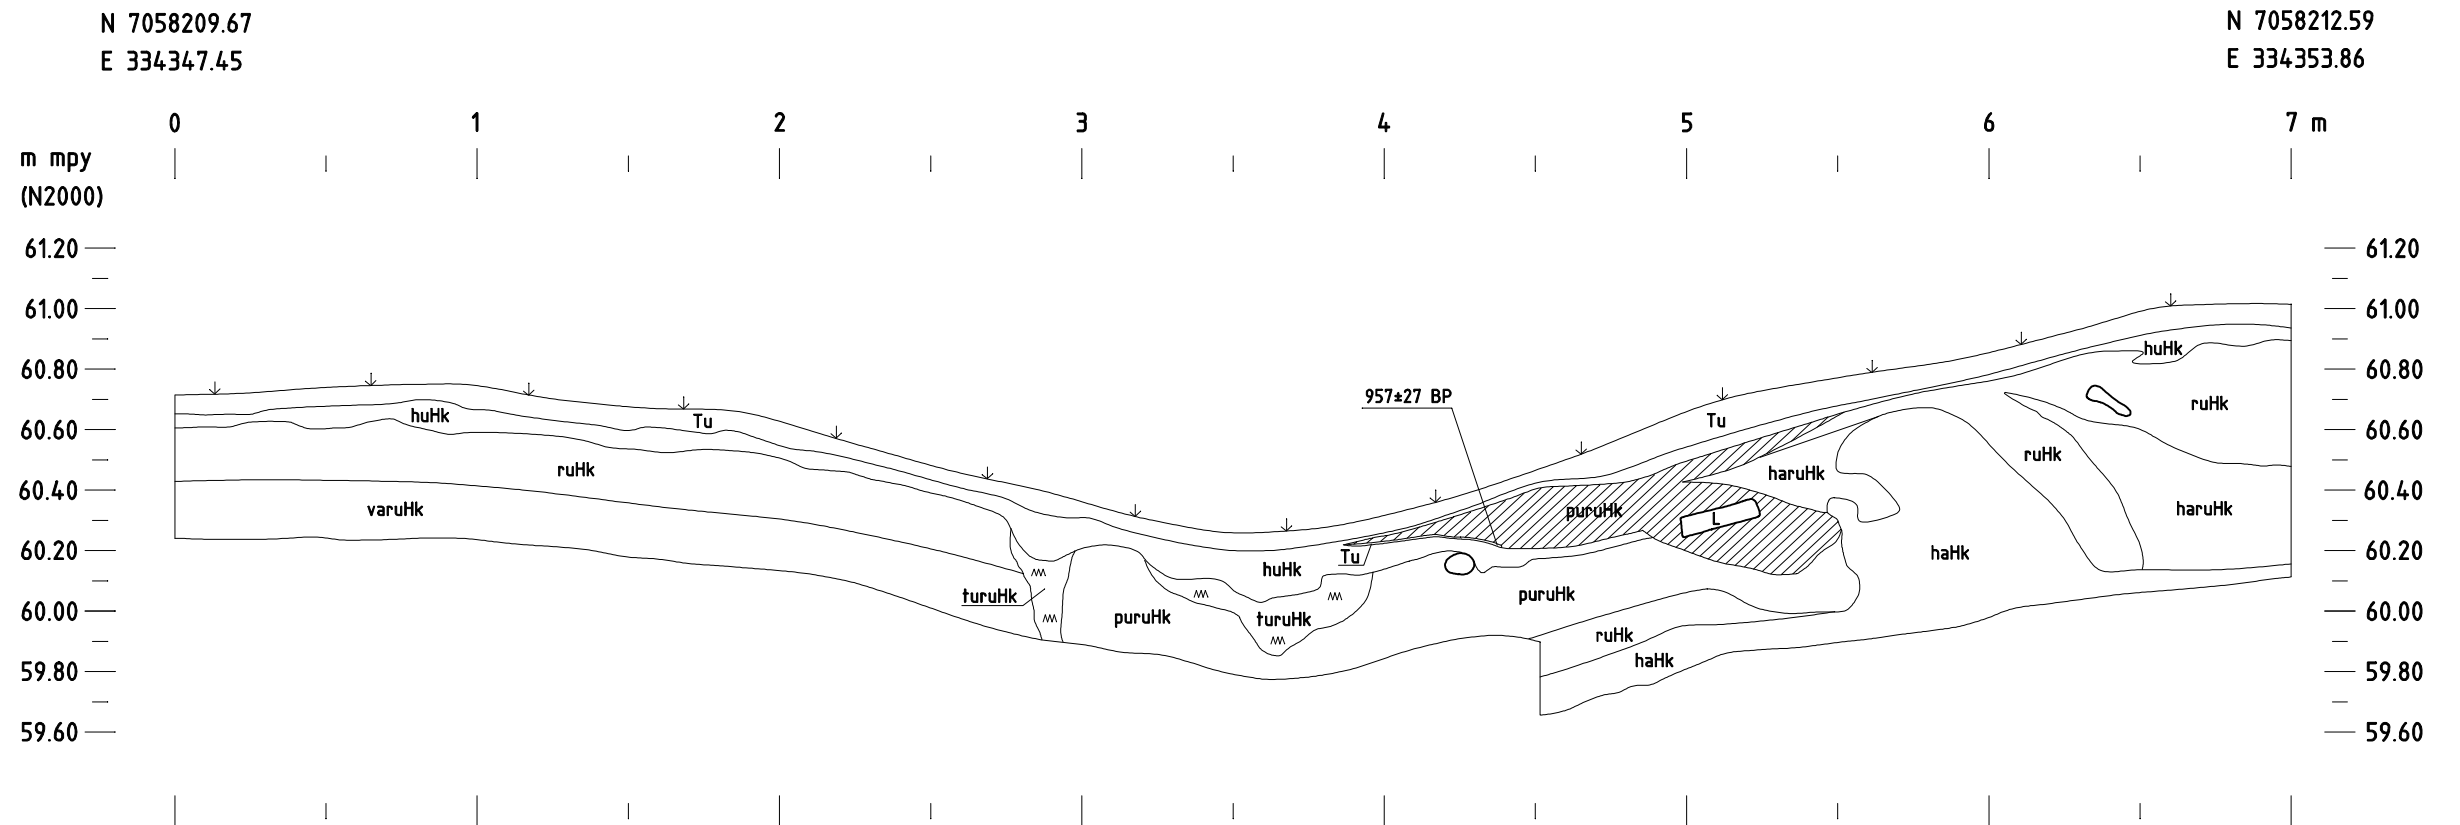 N 7058209.67
E 334347.45
N 7058212.59
E 334353.86
0 1 2 3 4 5 6 7 m
m mpy
(N2000)
61.20 61.20
61.00 61.00
60.80 60.80
60.60 60.60
60.40 60.40
60.20 60.20
60.00 60.00
59.80 59.80
59.60 59.60
huHk
957±27 BP
huHk
Tu
Tu
ruHk
ruHk
ruHk
haruHk
varuHk
puruHk
L
haruHk
Tu
haHk
huHk
turuHk
puruHk
puruHk
turuHk
ruHk
haHk